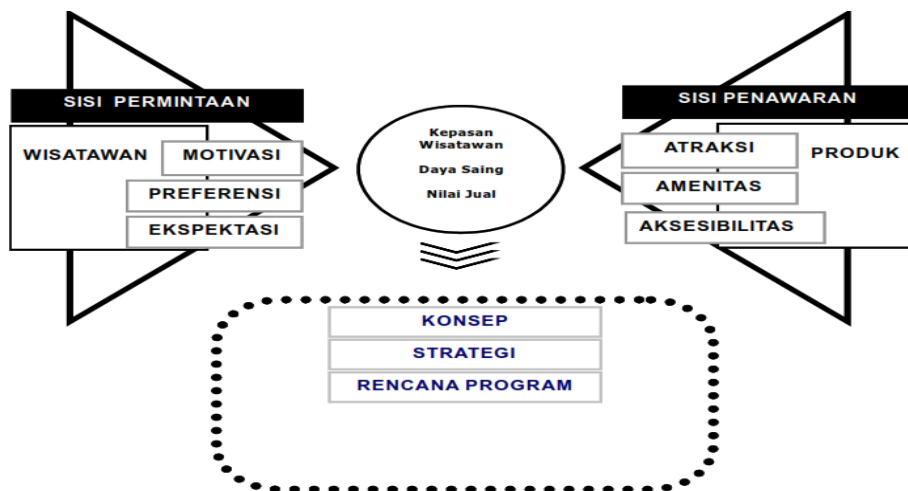 SISI PERMINTAAN
WISATAWAN
MOTIVASI
PREFERENSI
EKSPEKTASI
Kepasan
Wisatawan
Daya Saing
Nilai Jual
SISI PENAWARAN
ATRAKSI
PRODUK
AMENITAS
AKSESIBILITAS
KONSEP
STRATEGI
RENCANA PROGRAM